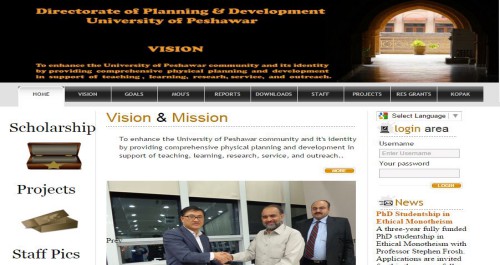 Directorate of Planning & Development
University of Peshawar
VISION
To enhance the University of Peshawar community and its identity
by providing comprehensive physical planning and development
in support of teaching, learning, research, service, and outreach.
HOME VISION GOALS MOU'S REPORTS DOWNLOADS STAFF PROJECTS RES GRANTS KOPAK
Scholarship
Projects
Staff Pics
Vision & Mission
To enhance the University of Peshawar community and it's identity
by providing comprehensive physical planning and development in
support of teaching, learning, research, service, and outreach..
MORE
Pres
Select Language
login area
Username
Enter Username
Your password
LOGIN
News
PhD Studentship in
Ethical Monotheism
A three-year fully funded
PhD studentship in
Ethical Monotheism with
Professor Stephen Frosh.
Applications are invited